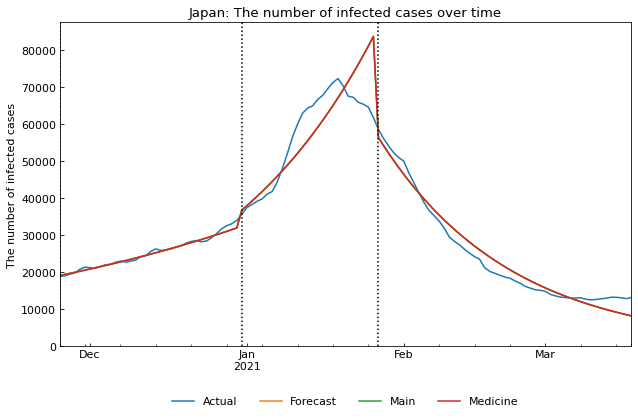 Japan: The number of infected cases over time
The number of infected cases
80000
70000
60000
50000
40000
30000
20000
10000
0
Dec Jan Feb Mar
2021
Actual Forecast Main Medicine